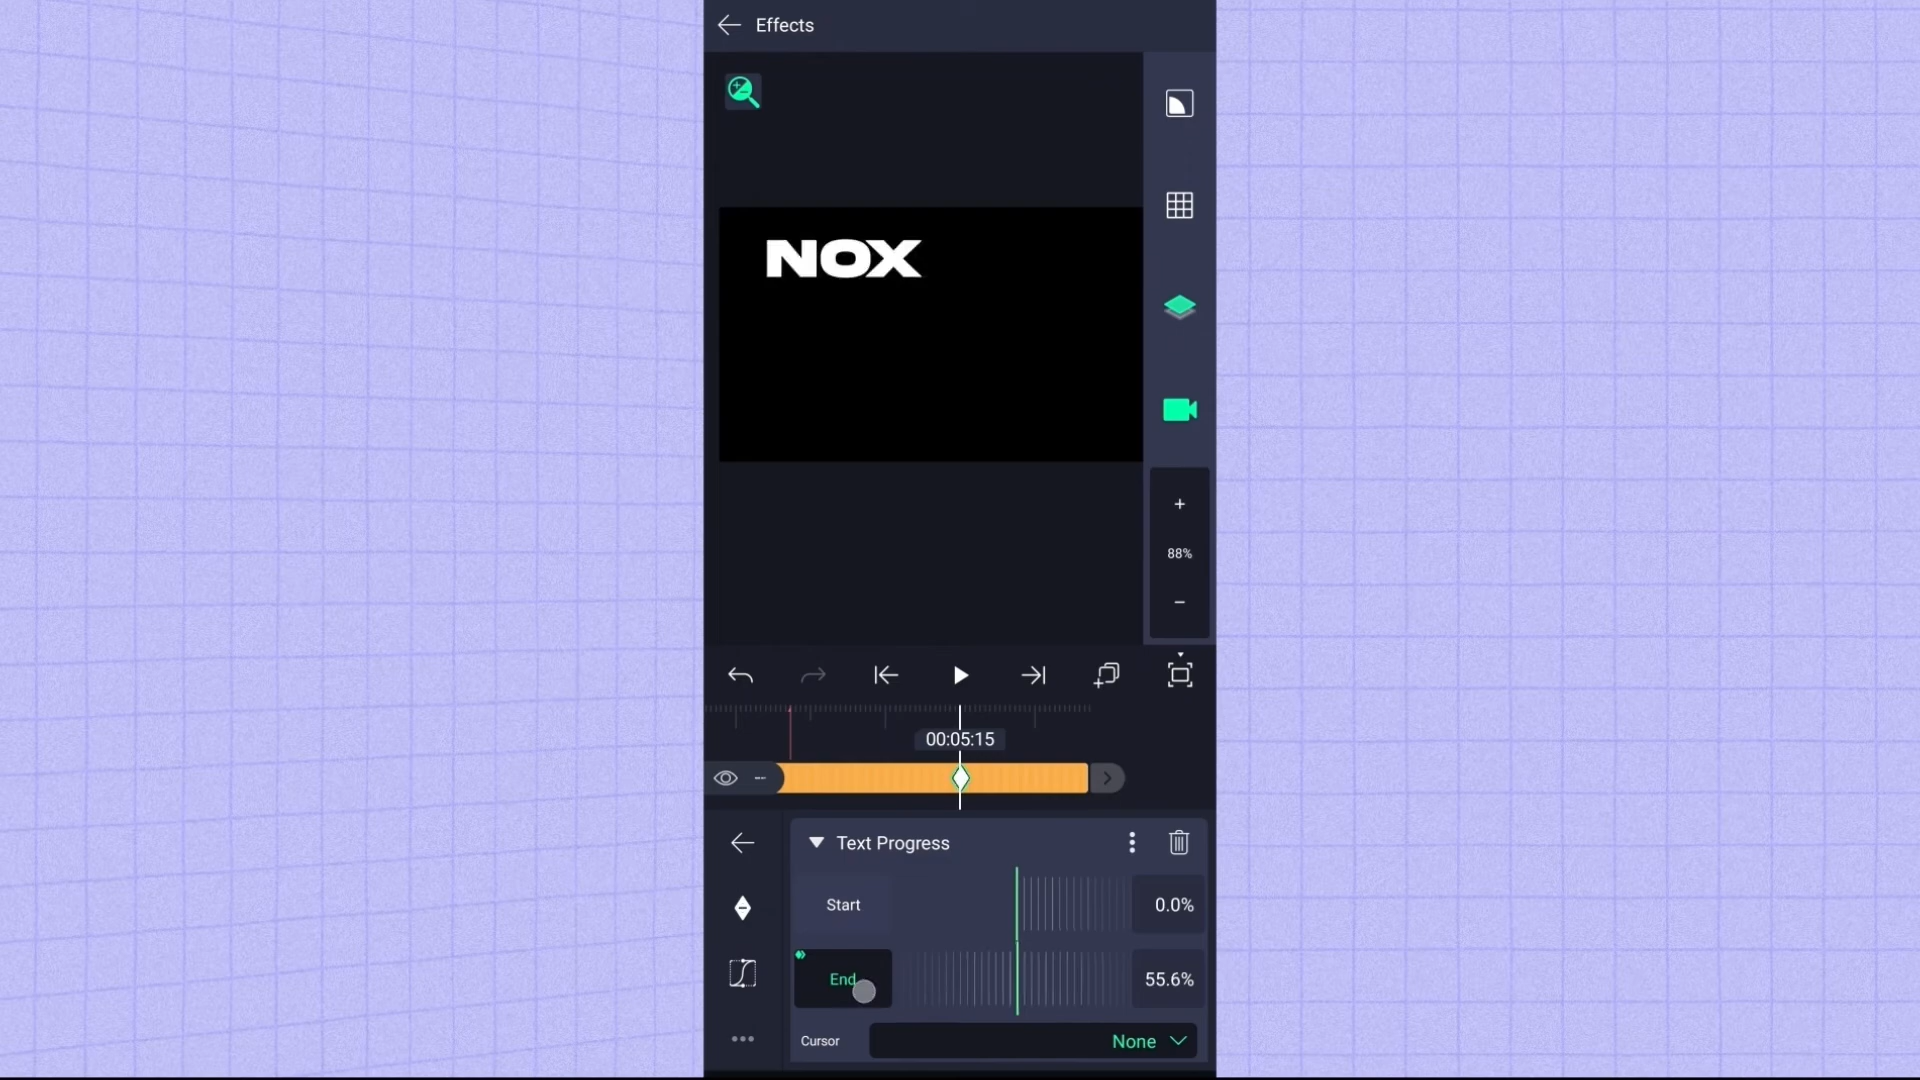 Effects
NOX
+
88%
−
00:05:15
Text Progress
Start
0.0%
End
55.6%
Cursor
None